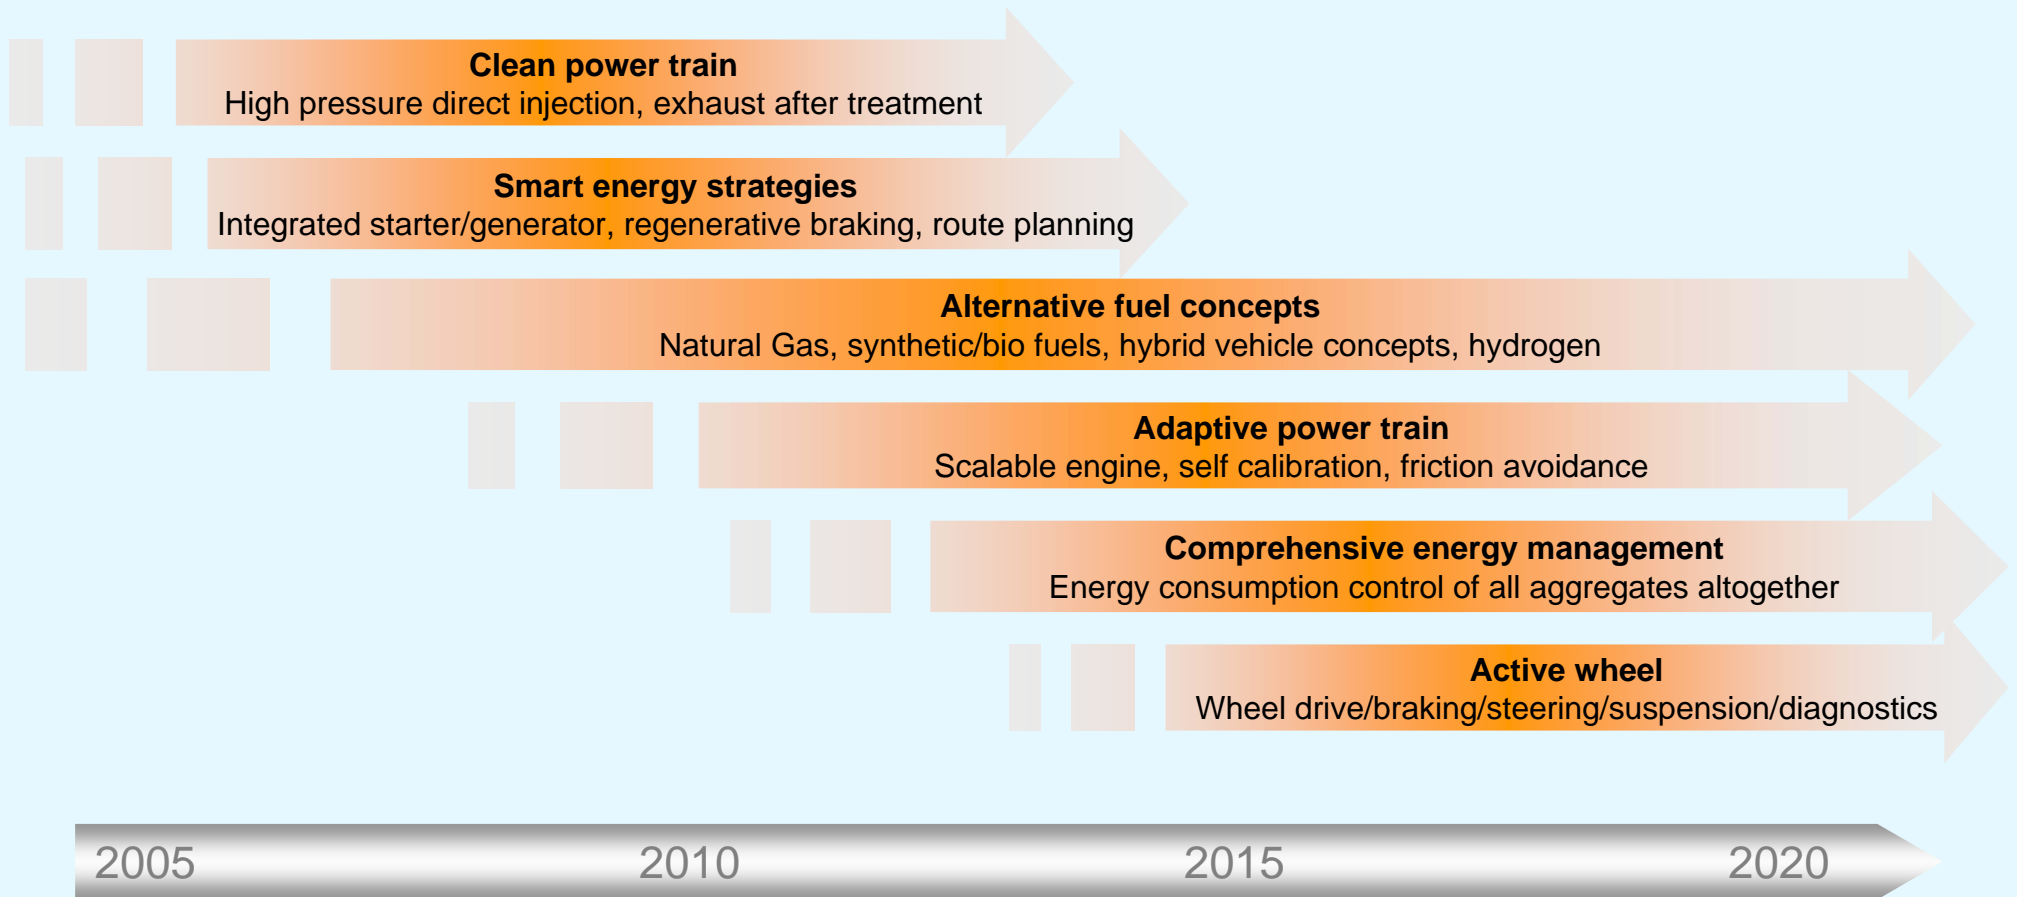 Clean power train
High pressure direct injection, exhaust after treatment
Smart energy strategies
Integrated starter/generator, regenerative braking, route planning
Alternative fuel concepts
Natural Gas, synthetic/bio fuels, hybrid vehicle concepts, hydrogen
Adaptive power train
Scalable engine, self calibration, friction avoidance
Comprehensive energy management
Energy consumption control of all aggregates altogether
Active wheel
Wheel drive/braking/steering/suspension/diagnostics
2005 2010 2015 2020